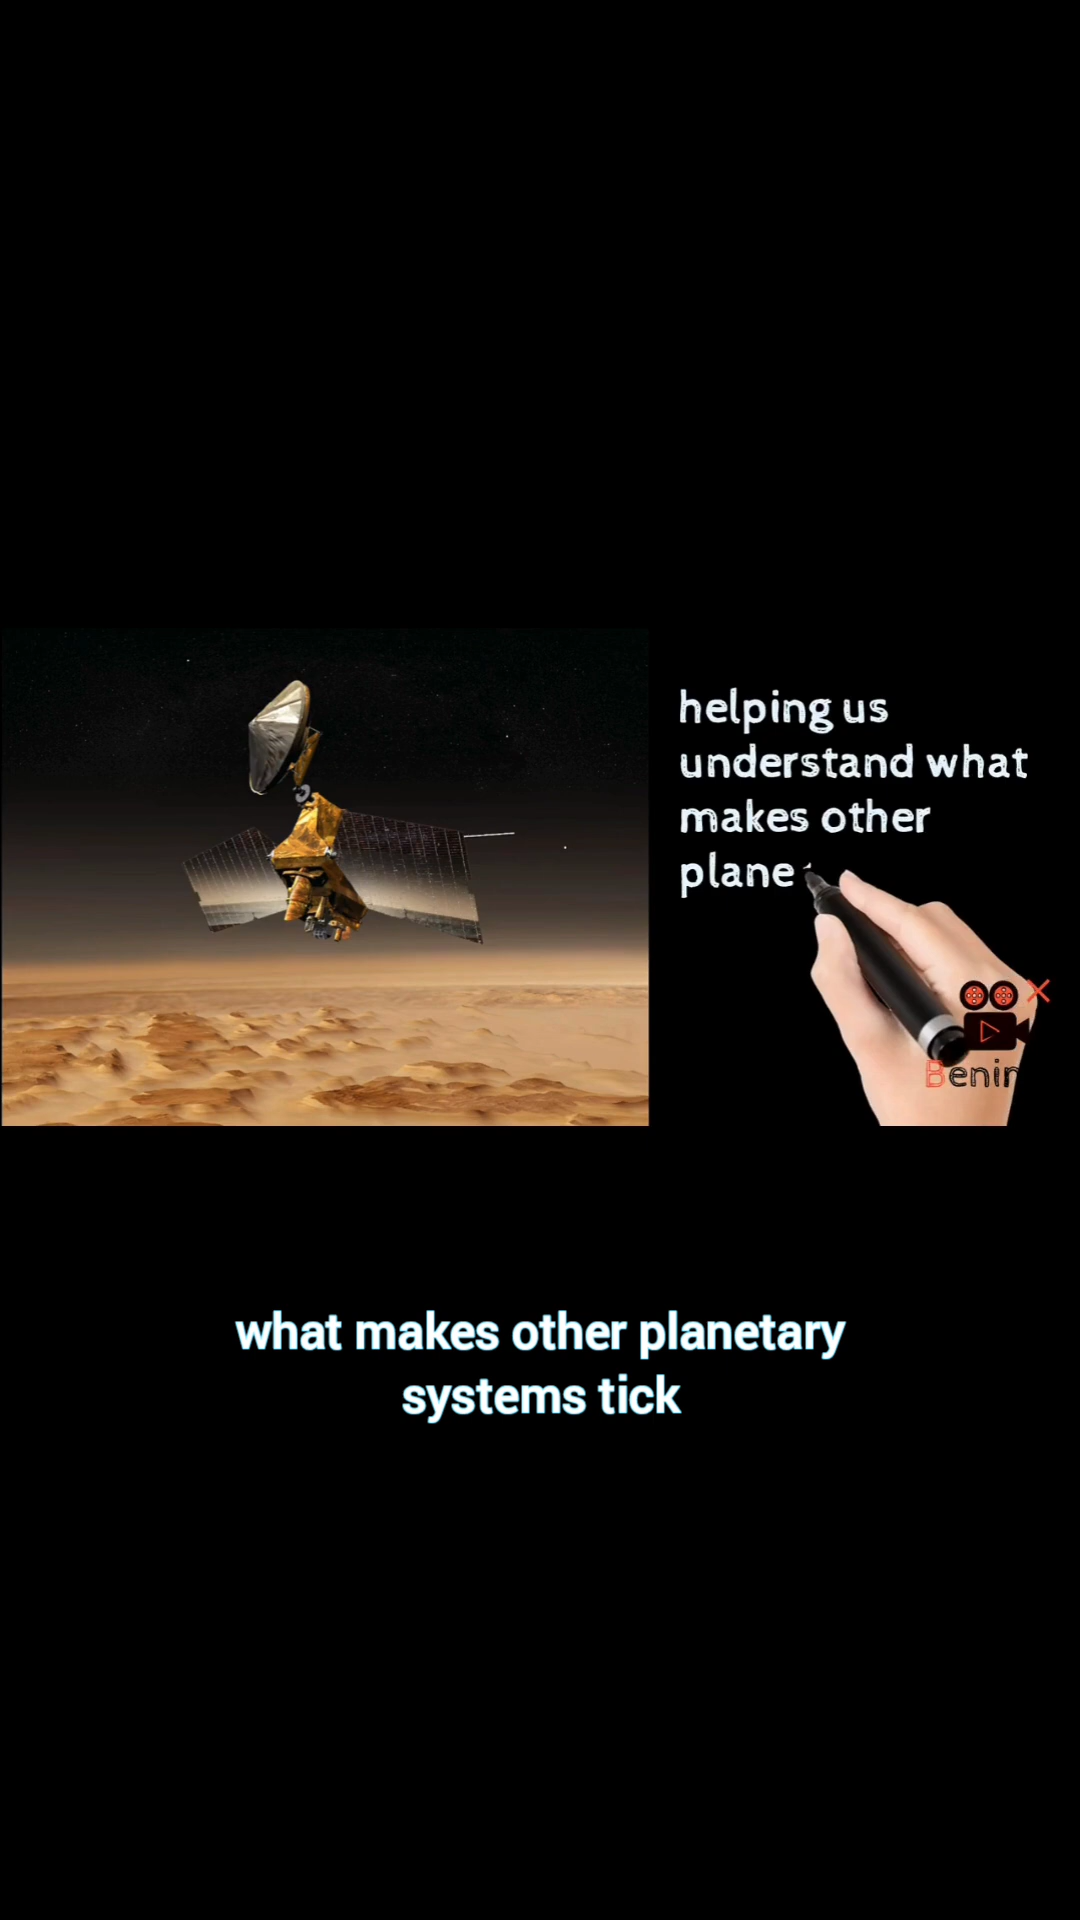 helping us
understand what
makes other
plane
Benin
what makes other planetary
systems tick